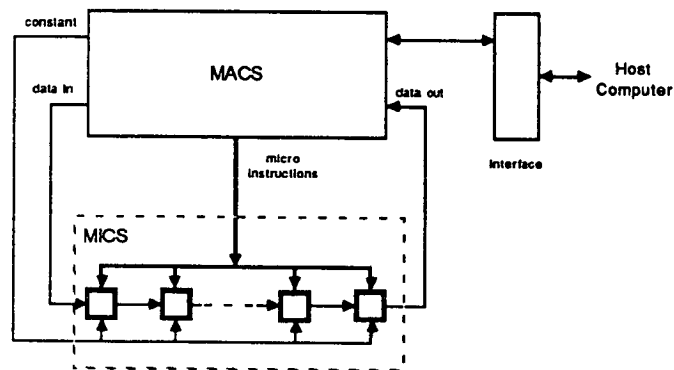 constant
MACS
Host
Computer
data in
data out
micro
instructions
Interface
MICS